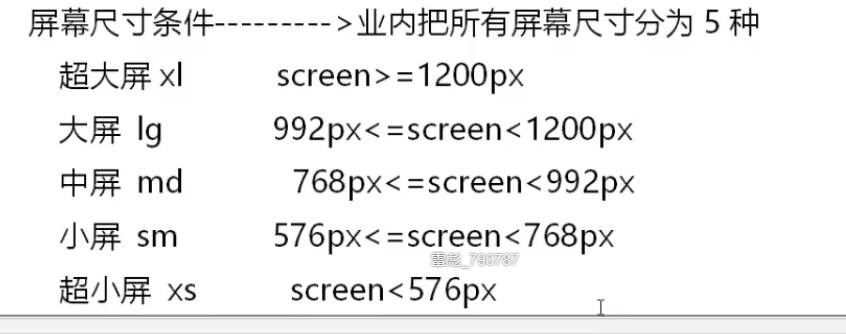 屏幕尺寸条件--------->业内把所有屏幕尺寸分为 5 种
超大屏 xl screen>=1200px
大屏 lg 992px<=screen<1200px
中屏 md 768px<=screen<992px
小屏 sm 576px<=screen<768px
雷彪_790787
超小屏 xs screen<576px